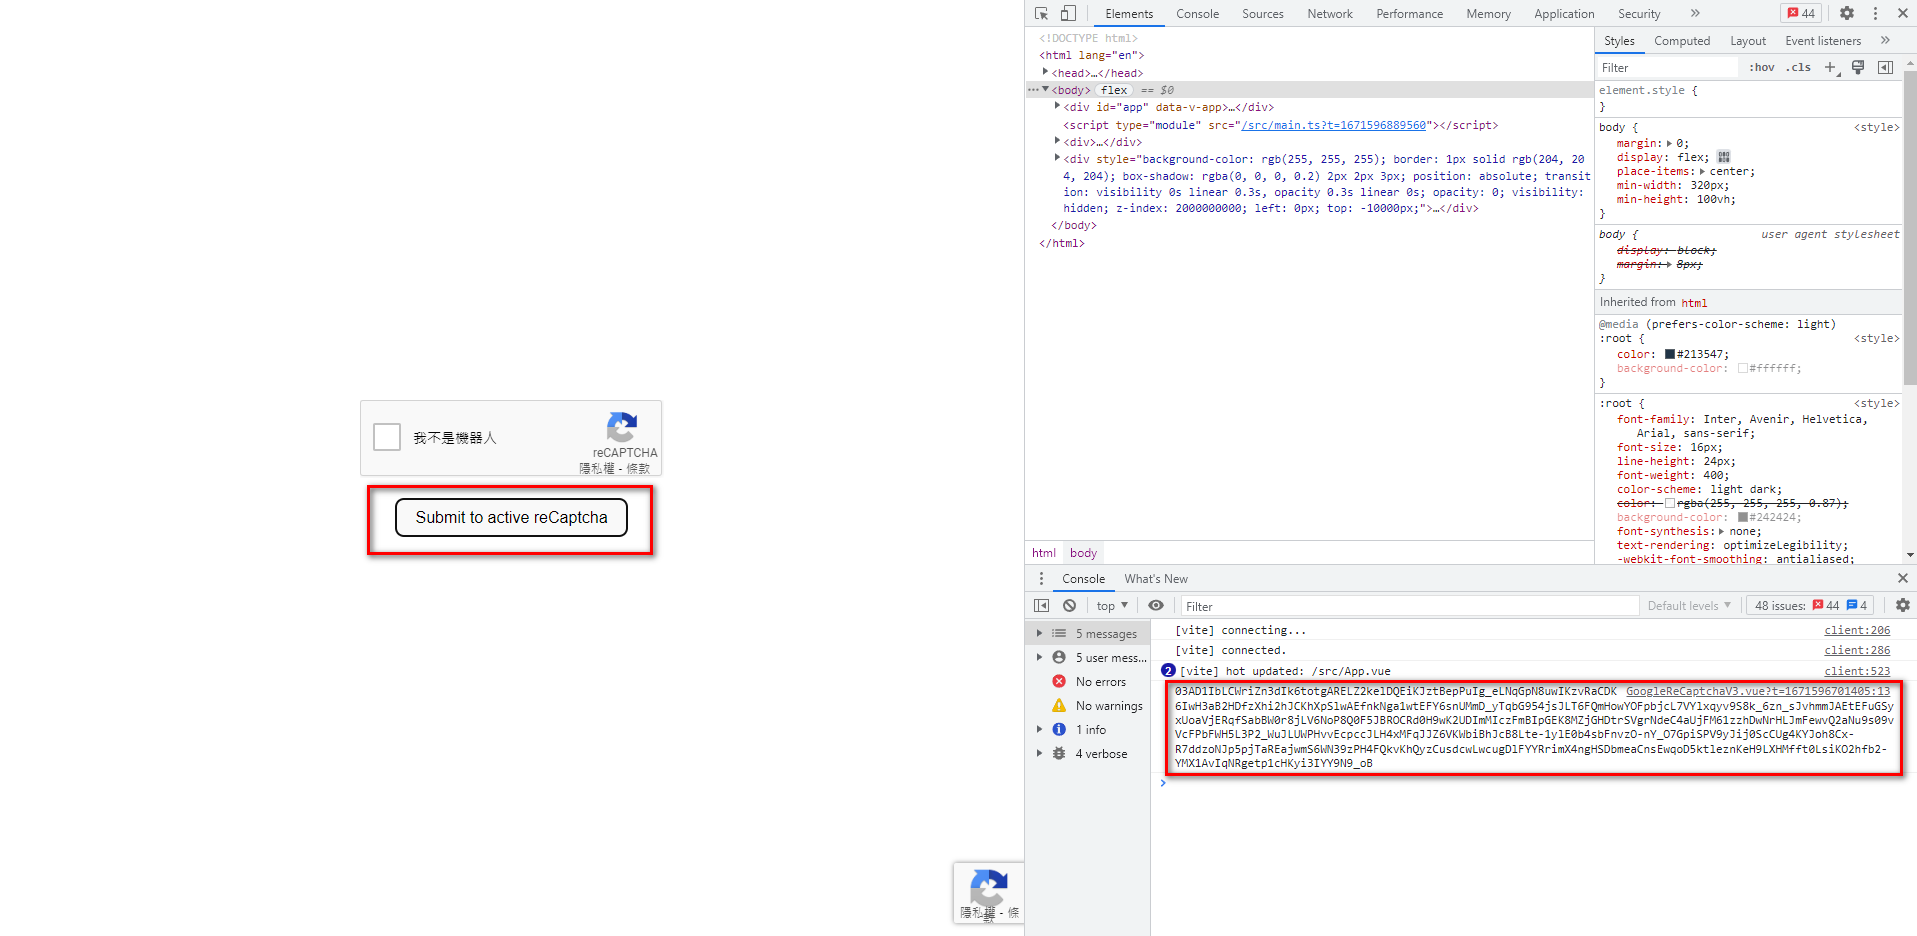 我不是機器人
reCAPTCHA
隱私權 - 條款
Submit to active reCaptcha
隱私權 - 條款
Elements Console Sources Network Performance Memory Application Security » 44
<!DOCTYPE html>
<html lang="en">
<head>…</head>
<body> flex == $0
<div id="app" data-v-app>…</div>
<script type="module" src="/src/main.ts?t=1671596889560"></script>
<div>…</div>
<div style="background-color: rgb(255, 255, 255); border: 1px solid rgb(204, 20
4, 204); box-shadow: rgba(0, 0, 0, 0.2) 2px 2px 3px; position: absolute; transit
ion: visibility 0s linear 0.3s, opacity 0.3s linear 0s; opacity: 0; visibility:
hidden; z-index: 2000000000; left: 0px; top: -10000px;">…</div>
</body>
</html>
html body
Styles Computed Layout Event listeners »
Filter :hov .cls +
element.style {
}
body { <style>
margin: 0;
display: flex;
place-items: center;
min-width: 320px;
min-height: 100vh;
}
body { user agent stylesheet
display: block;
margin: 8px;
}
Inherited from html
@media (prefers-color-scheme: light)
:root { <style>
color: #213547;
background-color: #ffffff;
}
:root { <style>
font-family: Inter, Avenir, Helvetica,
Arial, sans-serif;
font-size: 16px;
line-height: 24px;
font-weight: 400;
color-scheme: light dark;
color: rgba(255, 255, 255, 0.87);
background-color: #242424;
font-synthesis: none;
text-rendering: optimizeLegibility;
-webkit-font-smoothing: antialiased;
Console What's New
top Filter Default levels 48 issues: 44 4
5 messages
5 user mess...
No errors
No warnings
1 info
4 verbose
[vite] connecting... client:206
[vite] connected. client:286
2 [vite] hot updated: /src/App.vue client:523
03AD1IbLCWriZn3dIk6totgARELZ2kelDQEiKJztBepPuIg_eLNqGpN8uwIKzvRaCDK GoogleReCaptchaV3.vue?t=1671596701405:13
6IwH3aB2HDfzXhi2hJCKhXpSlwAEfnkNga1wtEFY6snUMmD_yTqbG954jsJLT6FQmHowYOFpbjcL7VYlxqyv9S8k_6zn_sJvhmmJAEtEFuGSy
xUoaVjERqfSabBW0r8jLV6NoP8Q0F5JBROCRd0H9wK2UDImMIczFmBIpGEK8MZjGHDtrSVgrNdeC4aUjFM61zzhDwNrHLJmFewvQ2aNu9s09v
VcFPbFWH5L3P2_WuJLUWPHvvEcpccJLH4xMFqJJZ6VKWbiBhJcB8Lte-1ylE0b4sbFnvzO-nY_O7GpiSPV9yJij0ScCUg4KYJoh8Cx-
R7ddzoNJp5pjTaREajwmS6WN39zPH4FQkvKhQyzCusdcwLwcugDlFYYRrimX4ngHSDbmeaCnsEwqoD5ktleznKeH9LXHMfft0LsiKO2hfb2-
YMX1AvIqNRgetplcHKyi3IYY9N9_oB